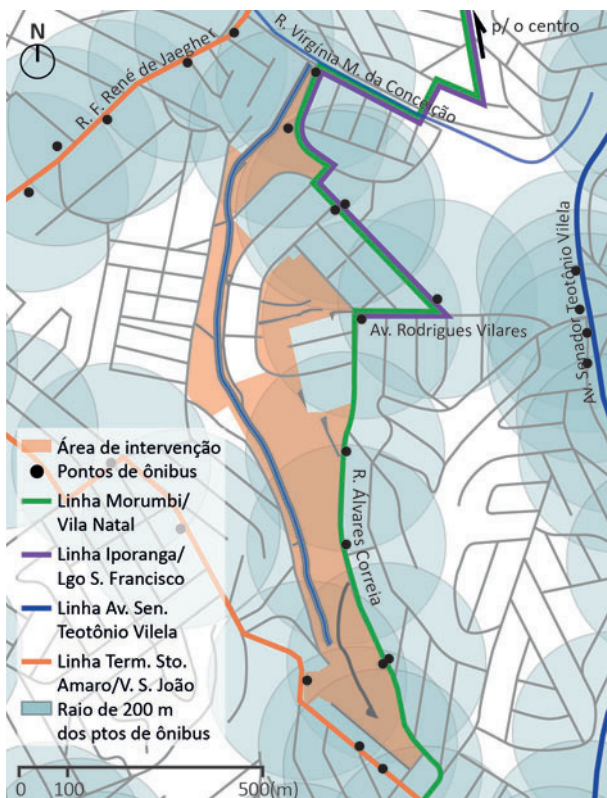 N
p/ o centro
R. F. René de Jaegher
R. Virgínia M. da Conceição
Av. Senador Teotônio Vilela
Av. Rodrigues Vilares
R. Álvares Correia
Área de intervenção
Pontos de ônibus
Linha Morumbi/
Vila Natal
Linha Iporanga/
Lgo S. Francisco
Linha Av. Sen.
Teotônio Vilela
Linha Term. Sto.
Amaro/V. S. João
Raio de 200 m
dos ptos de ônibus
0 100 500(m)